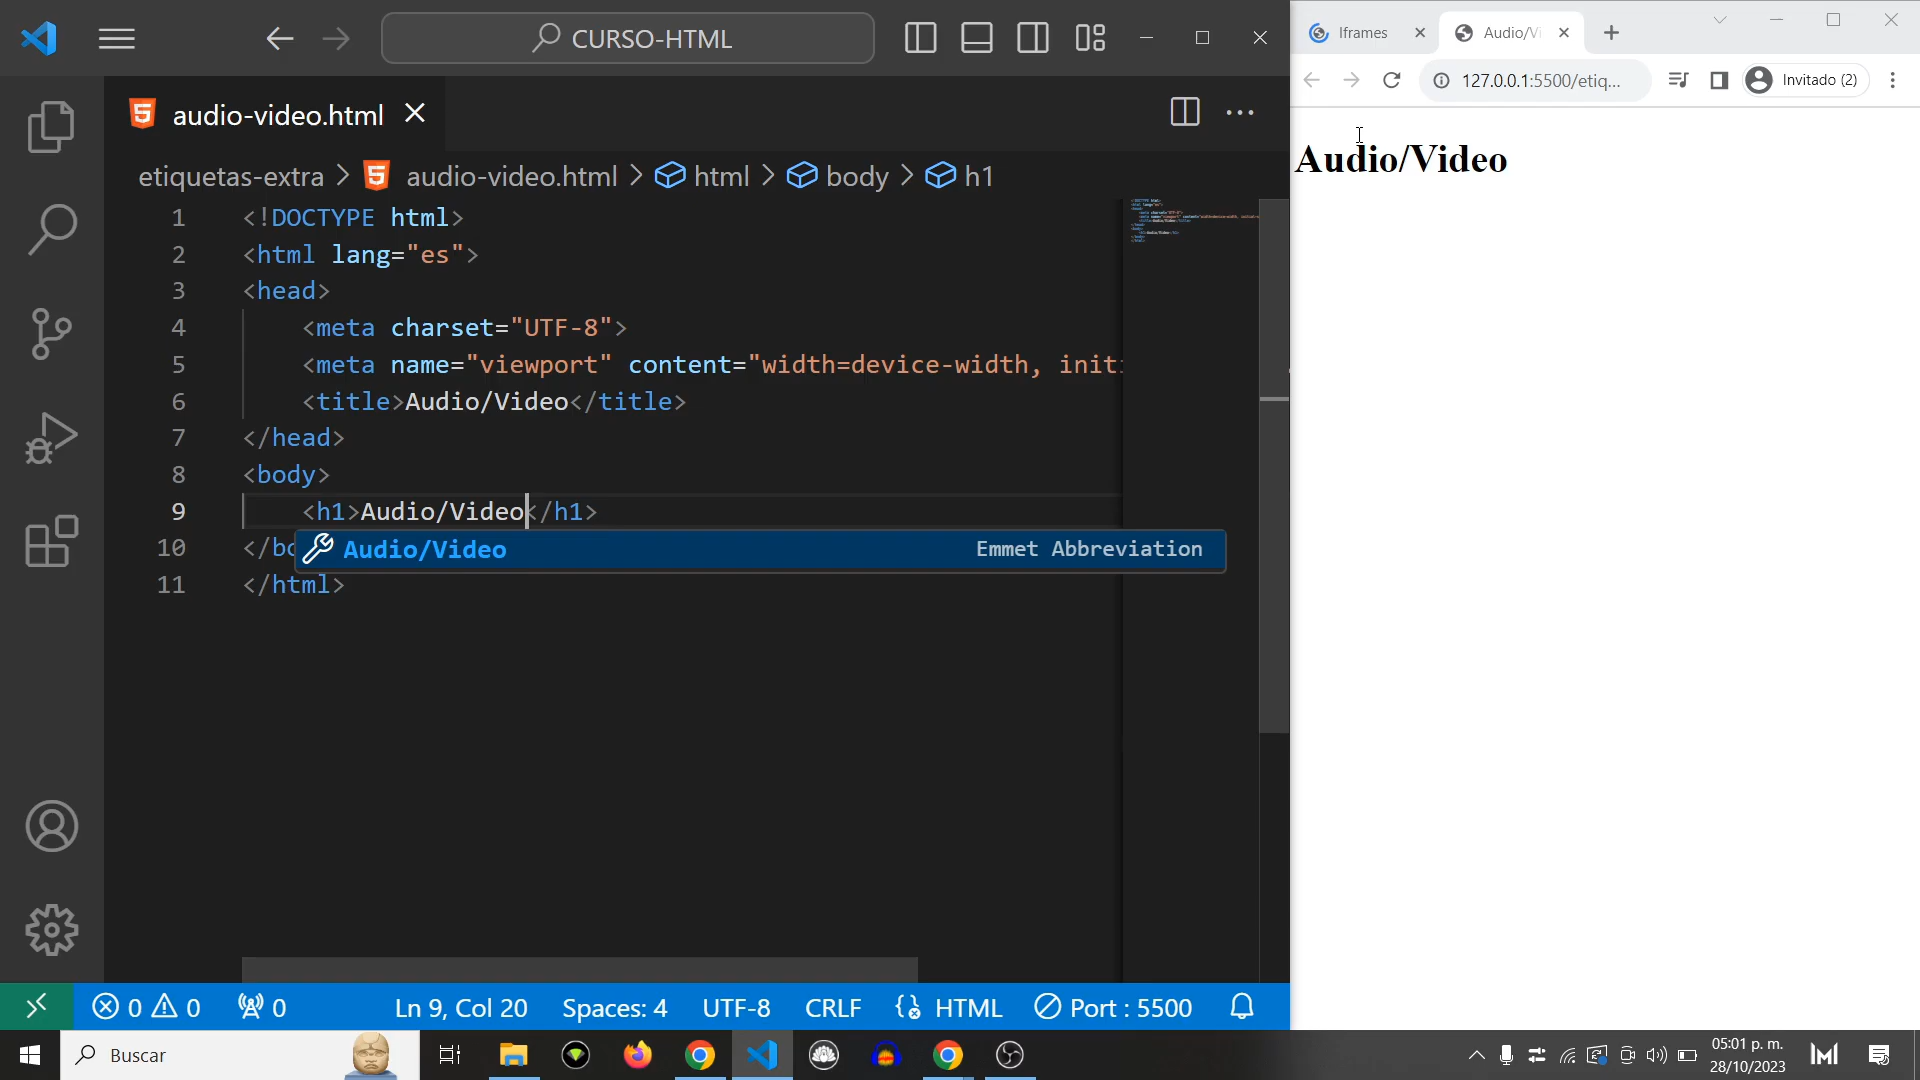 CURSO-HTML
audio-video.html
etiquetas-extra > audio-video.html > html > body > h1
1 <!DOCTYPE html>
2 <html lang="es">
3 <head>
4 <meta charset="UTF-8">
5 <meta name="viewport" content="width=device-width, initi
6 <title>Audio/Video</title>
7 </head>
8 <body>
9 <h1>Audio/Video</h1>
10 </bo
Audio/Video Emmet Abbreviation
11 </html>
0 0 0 Ln 9, Col 20 Spaces: 4 UTF-8 CRLF HTML Port : 5500
Iframes
Audio/Vi
127.0.0.1:5500/etiq...
Invitado (2)
Audio/Video
Buscar
05:01 p. m.
28/10/2023